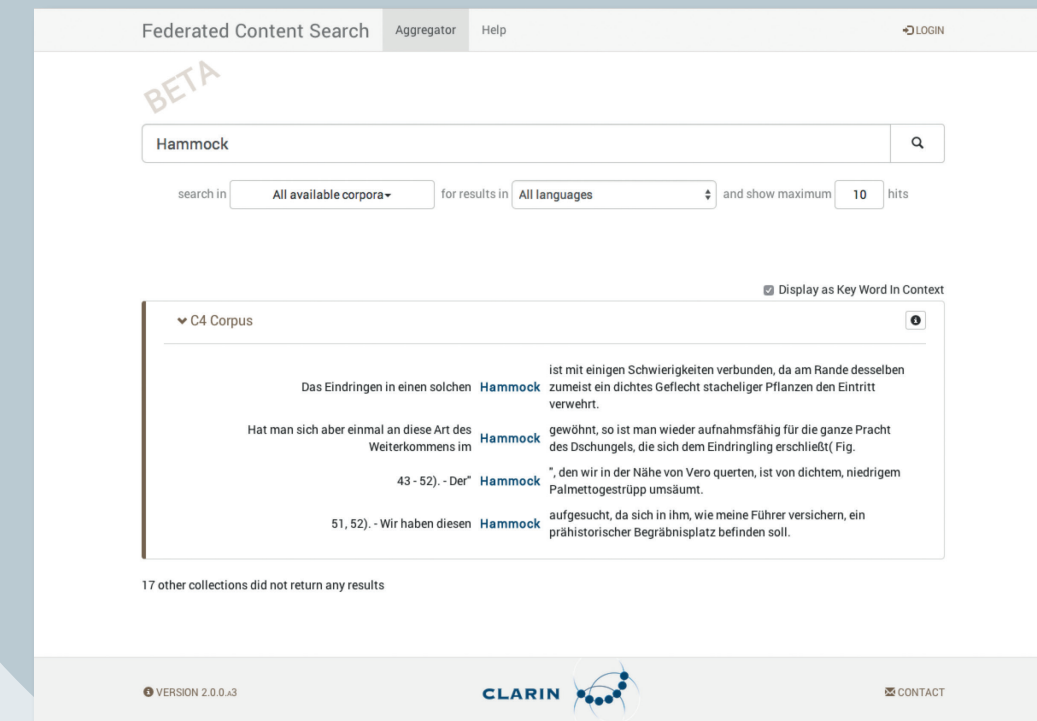 Federated Content Search Aggregator Help LOGIN
BETA
Hammock
search in All available corpora for results in All languages and show maximum 10 hits
Display as Key Word In Context
C4 Corpus
Das Eindringen in einen solchen Hammock ist mit einigen Schwierigkeiten verbunden, da am Rande desselben
zumeist ein dichtes Geflecht stacheliger Pflanzen den Eintritt
verwehrt.
Hat man sich aber einmal an diese Art des
Weiterkommens im Hammock gewöhnt, so ist man wieder aufnahmsfähig für die ganze Pracht
des Dschungels, die sich dem Eindringling erschließt( Fig.
43 - 52). - Der" Hammock ", den wir in der Nähe von Vero querten, ist von dichtem, niedrigem
Palmettogestrüpp umsäumt.
51, 52). - Wir haben diesen Hammock aufgesucht, da sich in ihm, wie meine Führer versichern, ein
prähistorischer Begräbnisplatz befinden soll.
17 other collections did not return any results
VERSION 2.0.0.A3 CLARIN CONTACT